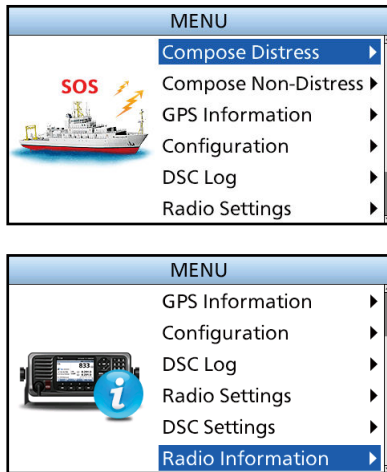 MENU
Compose Distress
SOS
Compose Non-Distress
GPS Information
Configuration
DSC Log
Radio Settings
MENU
GPS Information
Configuration
DSC Log
833
Radio Settings
i
DSC Settings
Radio Information